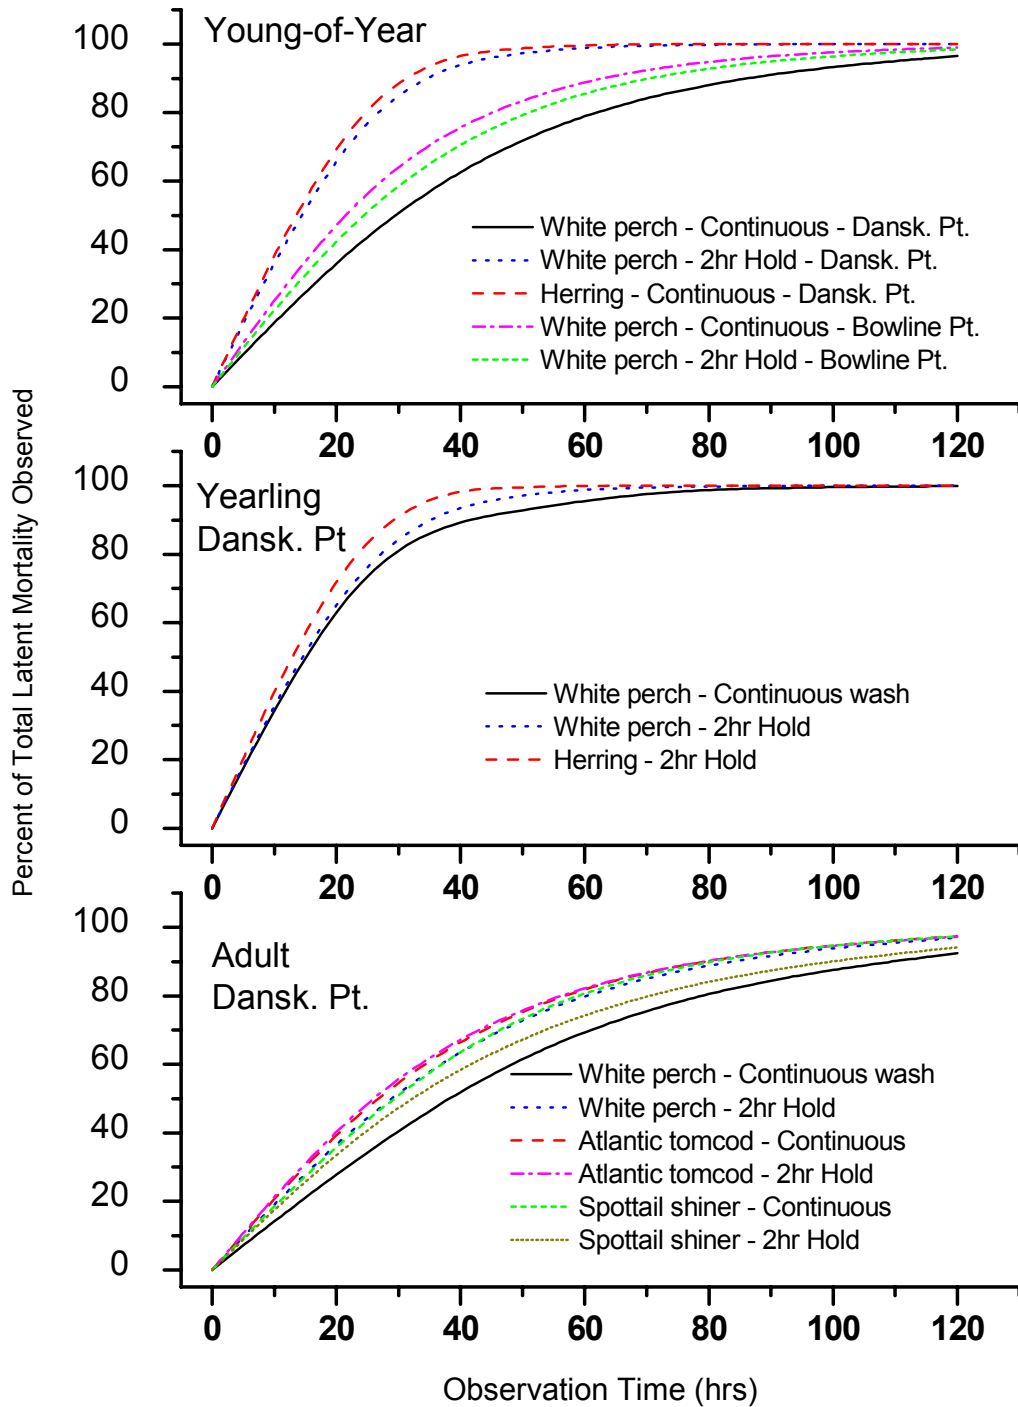 Percent of Total Latent Mortality Observed
Young-of-Year
100
80
60
40
20
0
White perch - Continuous - Dansk. Pt.
White perch - 2hr Hold - Dansk. Pt.
Herring - Continuous - Dansk. Pt.
White perch - Continuous - Bowline Pt.
White perch - 2hr Hold - Bowline Pt.
0 20 40 60 80 100 120
Yearling
Dansk. Pt
100
80
60
40
20
0
White perch - Continuous wash
White perch - 2hr Hold
Herring - 2hr Hold
0 20 40 60 80 100 120
Adult
Dansk. Pt.
100
80
60
40
20
0
White perch - Continuous wash
White perch - 2hr Hold
Atlantic tomcod - Continuous
Atlantic tomcod - 2hr Hold
Spottail shiner - Continuous
Spottail shiner - 2hr Hold
0 20 40 60 80 100 120
Observation Time (hrs)